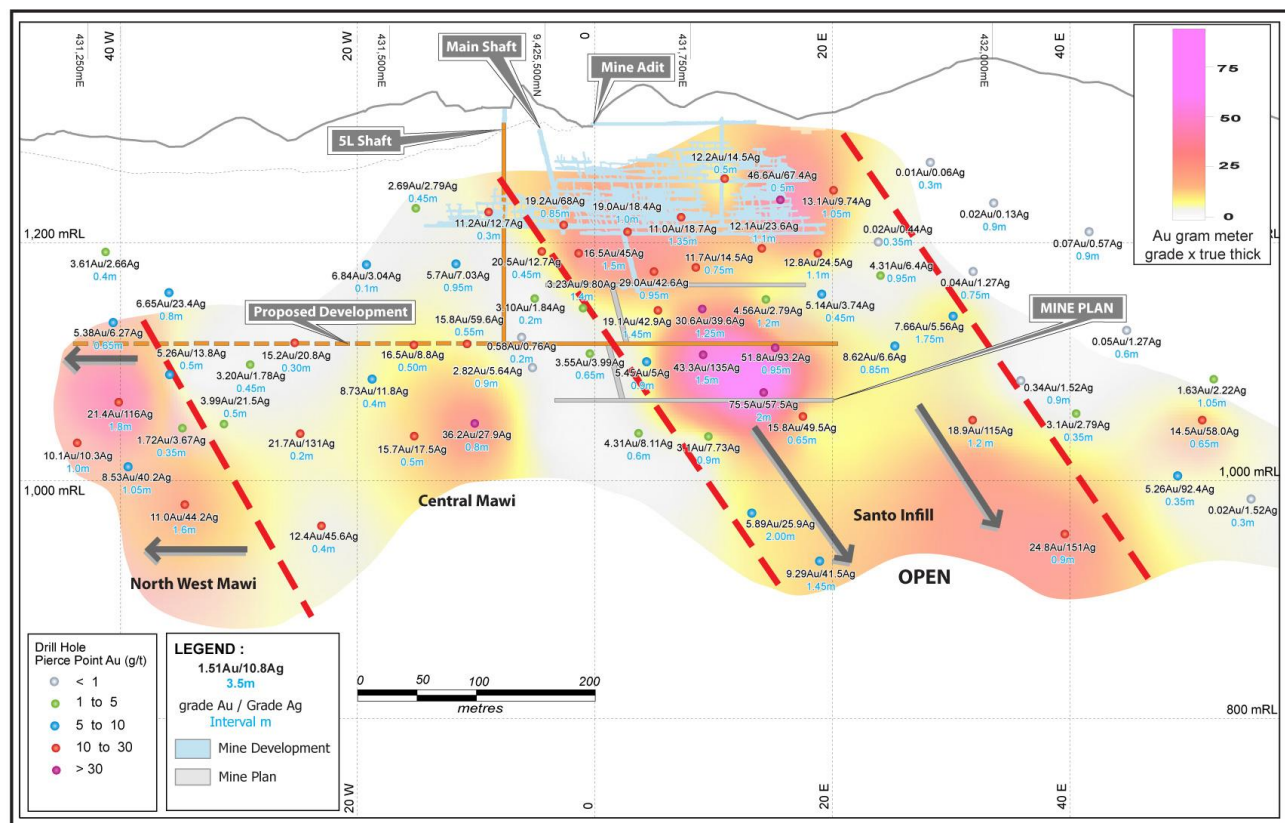 431,250mE
40 W
20 W
431,500mE
9,425,500mN
0
431,750mE
20 E
432,000mE
40 E
Main Shaft
Mine Adit
5L Shaft
75
50
25
0
Au gram meter
grade x true thick
12.2Au/14.5Ag
0.5m
46.6Au/67.4Ag
0.5m
0.01Au/0.06Ag
0.3m
2.69Au/2.79Ag
0.45m
19.2Au/68Ag
0.85m
19.0Au/18.4Ag
1.0m
13.1Au/9.74Ag
1.05m
0.02Au/0.13Ag
0.9m
11.2Au/12.7Ag
0.3m
11.0Au/18.7Ag
1.35m
12.1Au/23.6Ag
1.1m
0.02Au/0.44Ag
0.35m
0.07Au/0.57Ag
0.9m
1,200 mRL
1,200 mRL
3.61Au/2.66Ag
0.4m
6.84Au/3.04Ag
0.1m
5.7Au/7.03Ag
0.95m
20.5Au/12.7Ag
0.45m
16.5Au/45Ag
1.5m
11.7Au/14.5Ag
0.75m
12.8Au/24.5Ag
1.1m
4.31Au/6.4Ag
0.95m
0.04Au/1.27Ag
0.75m
6.65Au/23.4Ag
0.8m
3.23Au/9.80Ag
1.4m
29.0Au/42.6Ag
0.95m
3.10Au/1.84Ag
0.2m
4.56Au/2.79Ag
1.2m
5.14Au/3.74Ag
0.45m
MINE PLAN
Proposed Development
5.38Au/6.27Ag
0.65m
15.8Au/59.6Ag
0.55m
19.1Au/42.9Ag
1.45m
30.6Au/39.6Ag
1.25m
7.66Au/5.56Ag
1.75m
0.05Au/1.27Ag
0.6m
5.26Au/13.8Ag
0.5m
15.2Au/20.8Ag
0.30m
16.5Au/8.8Ag
0.50m
0.58Au/0.76Ag
0.2m
3.55Au/3.99Ag
0.65m
5.45Au/5Ag
43.3Au/135Ag
1.5m
51.8Au/93.2Ag
0.95m
8.62Au/6.6Ag
0.85m
3.20Au/1.78Ag
0.45m
8.73Au/11.8Ag
0.4m
2.82Au/5.64Ag
0.9m
0.34Au/1.52Ag
0.9m
1.63Au/2.22Ag
1.05m
21.4Au/116Ag
1.8m
3.99Au/21.5Ag
0.5m
75.5Au/57.5Ag
2m
15.8Au/49.5Ag
0.65m
18.9Au/115Ag
1.2 m
3.1Au/2.79Ag
0.35m
14.5Au/58.0Ag
0.65m
1.72Au/3.67Ag
0.35m
21.7Au/131Ag
0.2m
36.2Au/27.9Ag
0.8m
4.31Au/8.11Ag
0.6m
3.1Au/7.73Ag
0.9m
10.1Au/10.3Ag
1.0m
15.7Au/17.5Ag
0.5m
8.53Au/40.2Ag
1.05m
5.26Au/92.4Ag
0.35m
1,000 mRL
1,000 mRL
Central Mawi
0.02Au/1.52Ag
0.3m
11.0Au/44.2Ag
1.6m
12.4Au/45.6Ag
0.4m
5.89Au/25.9Ag
2.00m
Santo Infill
24.8Au/151Ag
0.9m
9.29Au/41.5Ag
1.45m
OPEN
North West Mawi
Drill Hole
Pierce Point Au (g/t)
< 1
1 to 5
5 to 10
10 to 30
> 30
LEGEND :
1.51Au/10.8Ag
3.5m
grade Au / Grade Ag
Interval m
Mine Development
Mine Plan
0 50 100 200
metres
800 mRL
20 W
0
20 E
40 E